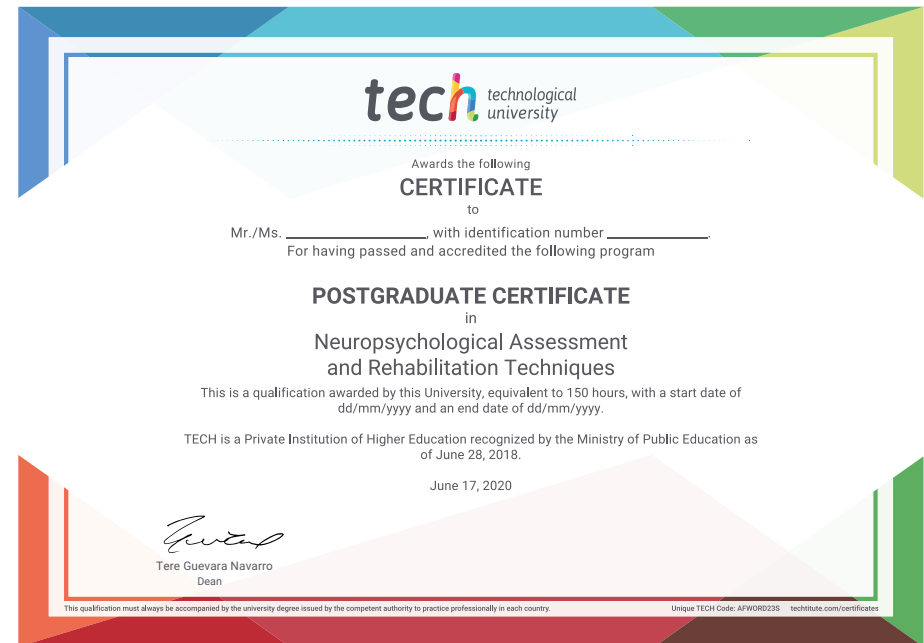 tech technological
university
Awards the following
CERTIFICATE
to
Mr./Ms. ____________________, with identification number ______________.
For having passed and accredited the following program
POSTGRADUATE CERTIFICATE
in
Neuropsychological Assessment
and Rehabilitation Techniques
This is a qualification awarded by this University, equivalent to 150 hours, with a start date of
dd/mm/yyyy and an end date of dd/mm/yyyy.
TECH is a Private Institution of Higher Education recognized by the Ministry of Public Education as
of June 28, 2018.
June 17, 2020
Tere Guevara Navarro
Dean
This qualification must always be accompanied by the university degree issued by the competent authority to practice professionally in each country. Unique TECH Code: AFWORD23S techtitute.com/certificates